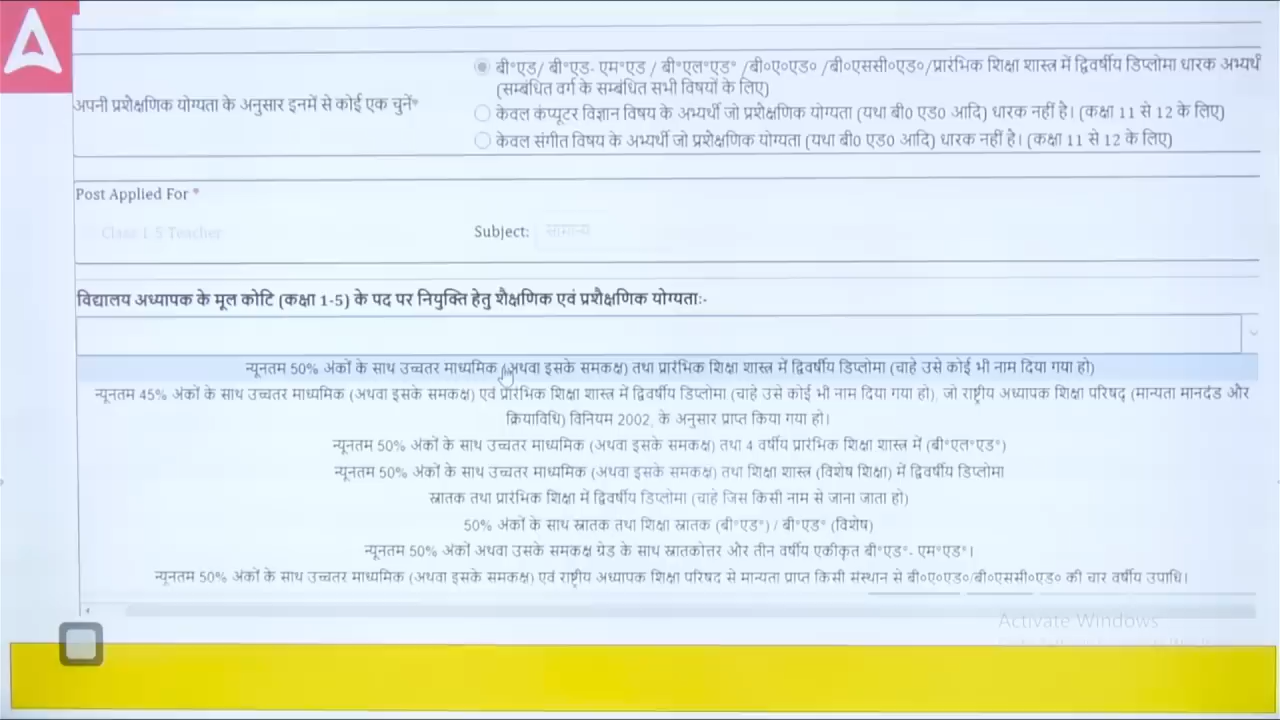 बी०एड/ बी०एड- एम०एड / बी०एल०एड० /बी०ए०एड० /बी०एससी०एड०/प्रारंभिक शिक्षा शास्त्र में द्विवर्षीय डिप्लोमा धारक अभ्यर्थी
(सम्बंधित वर्ग के सम्बंधित सभी विषयों के लिए)
अपनी प्रशैक्षणिक योग्यता के अनुसार इनमें से कोई एक चुनें*
केवल कंप्यूटर विज्ञान विषय के अभ्यर्थी जो प्रशैक्षणिक योग्यता (यथा बी0 एड0 आदि) धारक नहीं है। (कक्षा 11 से 12 के लिए)
केवल संगीत विषय के अभ्यर्थी जो प्रशैक्षणिक योग्यता (यथा बी0 एड0 आदि) धारक नहीं है। (कक्षा 11 से 12 के लिए)
Post Applied For *
Class 1-5 Teacher Subject: सामान्य
विद्यालय अध्यापक के मूल कोटि (कक्षा 1-5) के पद पर नियुक्ति हेतु शैक्षणिक एवं प्रशैक्षणिक योग्यता:-
न्यूनतम 50% अंकों के साथ उच्चतर माध्यमिक (अथवा इसके समकक्ष) तथा प्रारंभिक शिक्षा शास्त्र में द्विवर्षीय डिप्लोमा (चाहे उसे कोई भी नाम दिया गया हो)
न्यूनतम 45% अंकों के साथ उच्चतर माध्यमिक (अथवा इसके समकक्ष) एवं प्रारंभिक शिक्षा शास्त्र में द्विवर्षीय डिप्लोमा (चाहे उसे कोई भी नाम दिया गया हो), जो राष्ट्रीय अध्यापक शिक्षा परिषद् (मान्यता मानदंड और
क्रियाविधि) विनियम 2002, के अनुसार प्राप्त किया गया हो।
न्यूनतम 50% अंकों के साथ उच्चतर माध्यमिक (अथवा इसके समकक्ष) तथा 4 वर्षीय प्रारंभिक शिक्षा शास्त्र में (बी०एल०एड०)
न्यूनतम 50% अंकों के साथ उच्चतर माध्यमिक (अथवा इसके समकक्ष) तथा शिक्षा शास्त्र (विशेष शिक्षा) में द्विवर्षीय डिप्लोमा
स्नातक तथा प्रारंभिक शिक्षा में द्विवर्षीय डिप्लोमा (चाहे जिस किसी नाम से जाना जाता हो)
50% अंकों के साथ स्नातक तथा शिक्षा स्नातक (बी०एड०) / बी०एड० (विशेष)
न्यूनतम 50% अंकों अथवा उसके समकक्ष ग्रेड के साथ स्नातकोत्तर और तीन वर्षीय एकीकृत बी०एड०- एम०एड०।
न्यूनतम 50% अंकों के साथ उच्चतर माध्यमिक (अथवा इसके समकक्ष) एवं राष्ट्रीय अध्यापक शिक्षा परिषद से मान्यता प्राप्त किसी संस्थान से बी०ए०एड०/बी०एससी०एड० की चार वर्षीय उपाधि।
Activate Windows